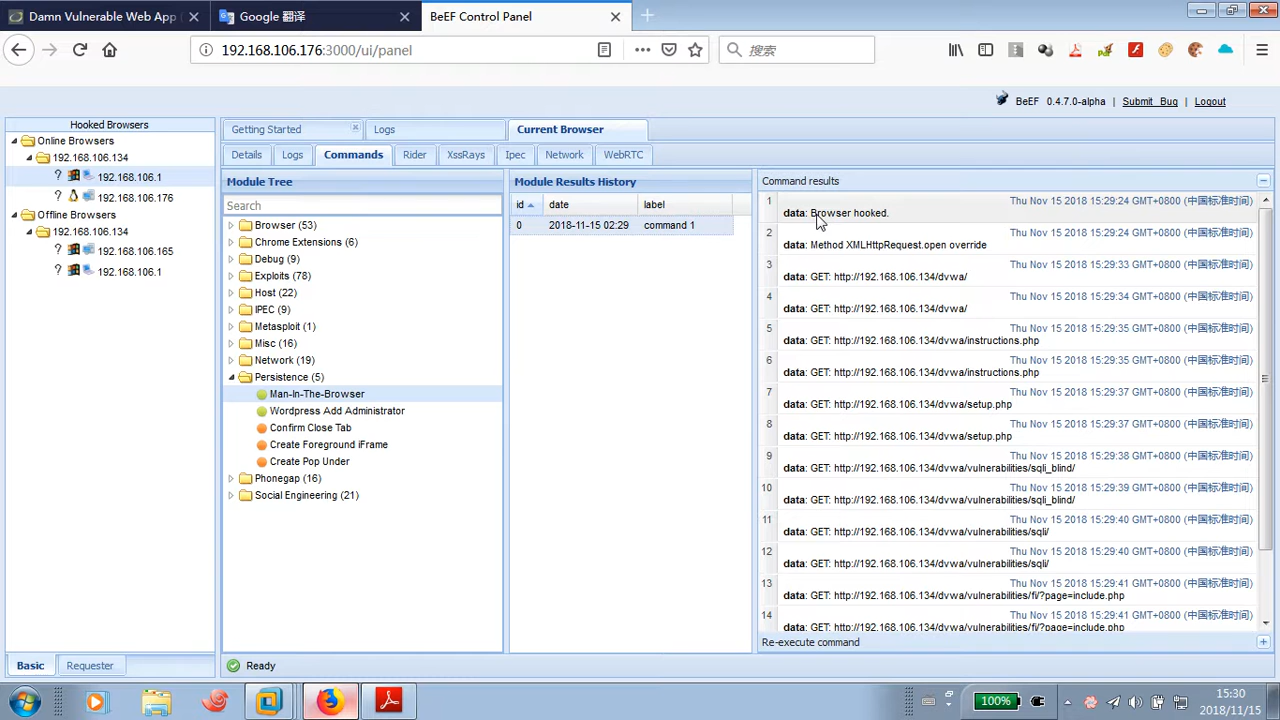 Damn Vulnerable Web App (
Google 翻译
BeEF Control Panel
192.168.106.176:3000/ui/panel
搜索
BeEF 0.4.7.0-alpha | Submit Bug | Logout
Hooked Browsers
Online Browsers
192.168.106.134
? 192.168.106.1
? 192.168.106.176
Offline Browsers
192.168.106.134
? 192.168.106.165
? 192.168.106.1
Basic
Requester
Getting Started
Logs
Current Browser
Details
Logs
Commands
Rider
XssRays
Ipec
Network
WebRTC
Module Tree
Search
Browser (53)
Chrome Extensions (6)
Debug (9)
Exploits (78)
Host (22)
IPEC (9)
Metasploit (1)
Misc (16)
Network (19)
Persistence (5)
Man-In-The-Browser
Wordpress Add Administrator
Confirm Close Tab
Create Foreground iFrame
Create Pop Under
Phonegap (16)
Social Engineering (21)
Module Results History
id date label
0 2018-11-15 02:29 command 1
Command results
1 Thu Nov 15 2018 15:29:24 GMT+0800 (中国标准时间)
data: Browser hooked.
2 Thu Nov 15 2018 15:29:24 GMT+0800 (中国标准时间)
data: Method XMLHttpRequest.open override
3 Thu Nov 15 2018 15:29:33 GMT+0800 (中国标准时间)
data: GET: http://192.168.106.134/dvwa/
4 Thu Nov 15 2018 15:29:34 GMT+0800 (中国标准时间)
data: GET: http://192.168.106.134/dvwa/
5 Thu Nov 15 2018 15:29:35 GMT+0800 (中国标准时间)
data: GET: http://192.168.106.134/dvwa/instructions.php
6 Thu Nov 15 2018 15:29:35 GMT+0800 (中国标准时间)
data: GET: http://192.168.106.134/dvwa/instructions.php
7 Thu Nov 15 2018 15:29:37 GMT+0800 (中国标准时间)
data: GET: http://192.168.106.134/dvwa/setup.php
8 Thu Nov 15 2018 15:29:37 GMT+0800 (中国标准时间)
data: GET: http://192.168.106.134/dvwa/setup.php
9 Thu Nov 15 2018 15:29:38 GMT+0800 (中国标准时间)
data: GET: http://192.168.106.134/dvwa/vulnerabilities/sqli_blind/
10 Thu Nov 15 2018 15:29:39 GMT+0800 (中国标准时间)
data: GET: http://192.168.106.134/dvwa/vulnerabilities/sqli_blind/
11 Thu Nov 15 2018 15:29:40 GMT+0800 (中国标准时间)
data: GET: http://192.168.106.134/dvwa/vulnerabilities/sqli/
12 Thu Nov 15 2018 15:29:40 GMT+0800 (中国标准时间)
data: GET: http://192.168.106.134/dvwa/vulnerabilities/sqli/
13 Thu Nov 15 2018 15:29:41 GMT+0800 (中国标准时间)
data: GET: http://192.168.106.134/dvwa/vulnerabilities/fi/?page=include.php
14 Thu Nov 15 2018 15:29:41 GMT+0800 (中国标准时间)
data: GET: http://192.168.106.134/dvwa/vulnerabilities/fi/?page=include.php
Re-execute command
Ready
100%
15:30
2018/11/15